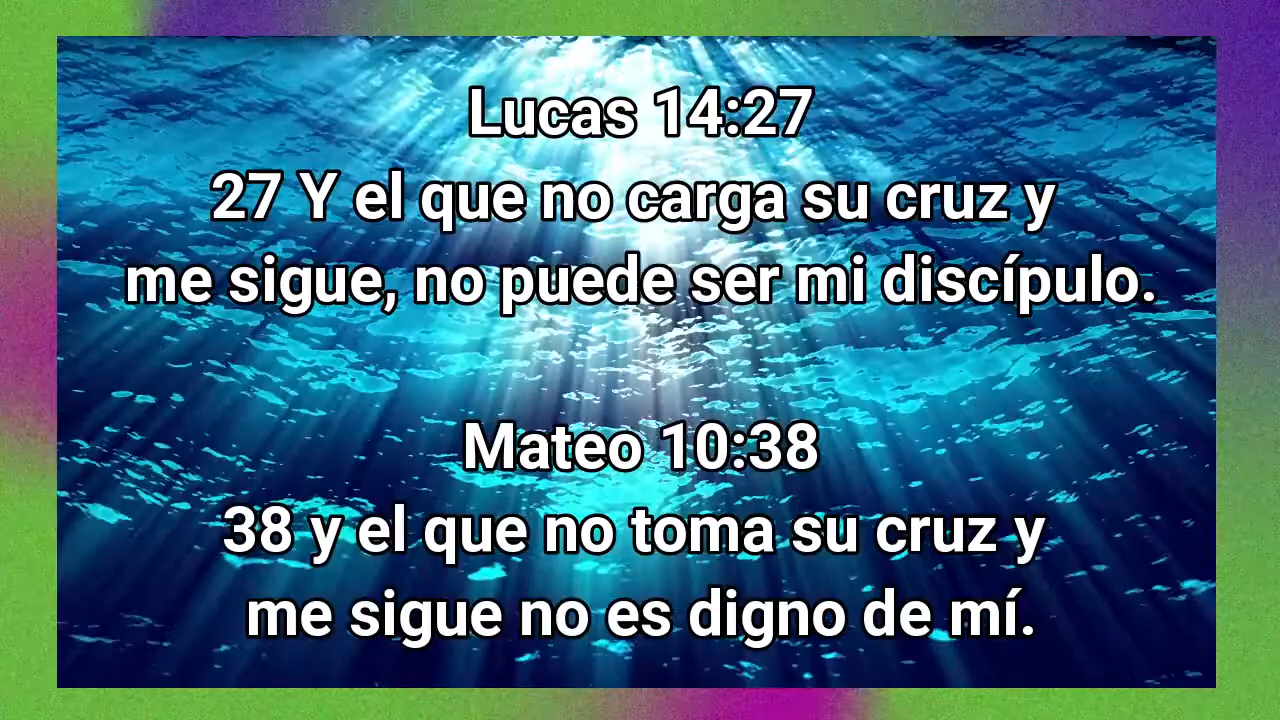 Lucas 14:27
27 Y el que no carga su cruz y
me sigue, no puede ser mi discípulo.
Mateo 10:38
38 y el que no toma su cruz y
me sigue no es digno de mí.